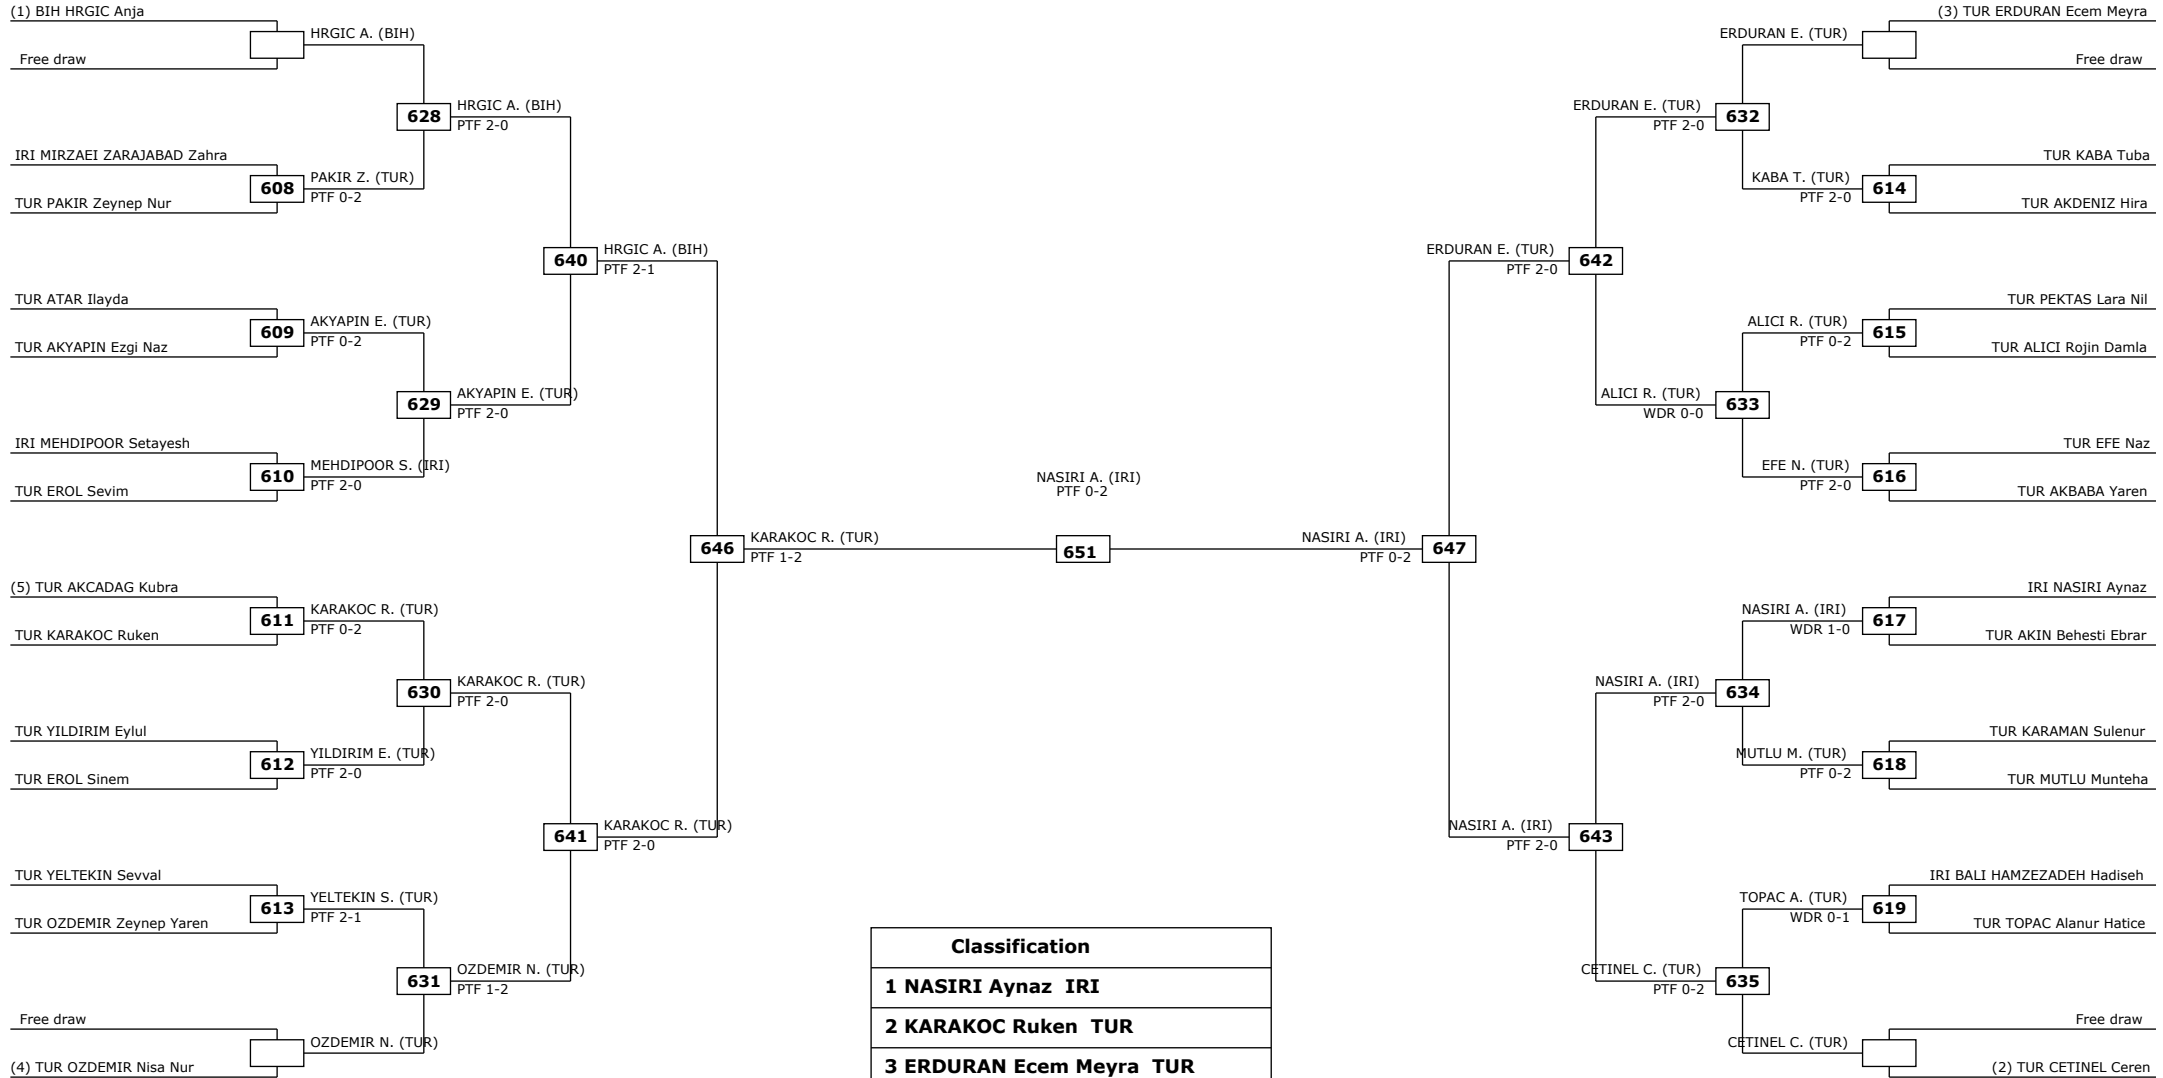 (1) BIH HRGIC Anja
HRGIC A. (BIH)
Free draw
628
HRGIC A. (BIH)
PTF 2-0
IRI MIRZAEI ZARAJABAD Zahra
608
PAKIR Z. (TUR)
PTF 0-2
TUR PAKIR Zeynep Nur
640
HRGIC A. (BIH)
PTF 2-1
TUR ATAR Ilayda
609
AKYAPIN E. (TUR)
PTF 0-2
TUR AKYAPIN Ezgi Naz
629
AKYAPIN E. (TUR)
PTF 2-0
IRI MEHDIPOOR Setayesh
610
MEHDIPOOR S. (IRI)
PTF 2-0
TUR EROL Sevim
646
KARAKOC R. (TUR)
PTF 1-2
(5) TUR AKCADAG Kubra
611
KARAKOC R. (TUR)
PTF 0-2
TUR KARAKOC Ruken
630
KARAKOC R. (TUR)
PTF 2-0
TUR YILDIRIM Eylul
612
YILDIRIM E. (TUR)
PTF 2-0
TUR EROL Sinem
641
KARAKOC R. (TUR)
PTF 2-0
TUR YELTEKIN Sevval
613
YELTEKIN S. (TUR)
PTF 2-1
TUR OZDEMIR Zeynep Yaren
631
OZDEMIR N. (TUR)
PTF 1-2
Free draw
OZDEMIR N. (TUR)
(4) TUR OZDEMIR Nisa Nur
NASIRI A. (IRI)
PTF 0-2
651
Classification
1 NASIRI Aynaz IRI
2 KARAKOC Ruken TUR
3 ERDURAN Ecem Meyra TUR
(3) TUR ERDURAN Ecem Meyra
ERDURAN E. (TUR)
Free draw
ERDURAN E. (TUR)
PTF 2-0
632
TUR KABA Tuba
KABA T. (TUR)
PTF 2-0
614
TUR AKDENIZ Hira
ERDURAN E. (TUR)
PTF 2-0
642
TUR PEKTAS Lara Nil
ALICI R. (TUR)
PTF 0-2
615
TUR ALICI Rojin Damla
ALICI R. (TUR)
WDR 0-0
633
TUR EFE Naz
EFE N. (TUR)
PTF 2-0
616
TUR AKBABA Yaren
NASIRI A. (IRI)
PTF 0-2
647
IRI NASIRI Aynaz
NASIRI A. (IRI)
WDR 1-0
617
TUR AKIN Behesti Ebrar
NASIRI A. (IRI)
PTF 2-0
634
TUR KARAMAN Sulenur
MUTLU M. (TUR)
PTF 0-2
618
TUR MUTLU Munteha
NASIRI A. (IRI)
PTF 2-0
643
IRI BALI HAMZEZADEH Hadiseh
TOPAC A. (TUR)
WDR 0-1
619
TUR TOPAC Alanur Hatice
CETINEL C. (TUR)
PTF 0-2
635
Free draw
CETINEL C. (TUR)
(2) TUR CETINEL Ceren